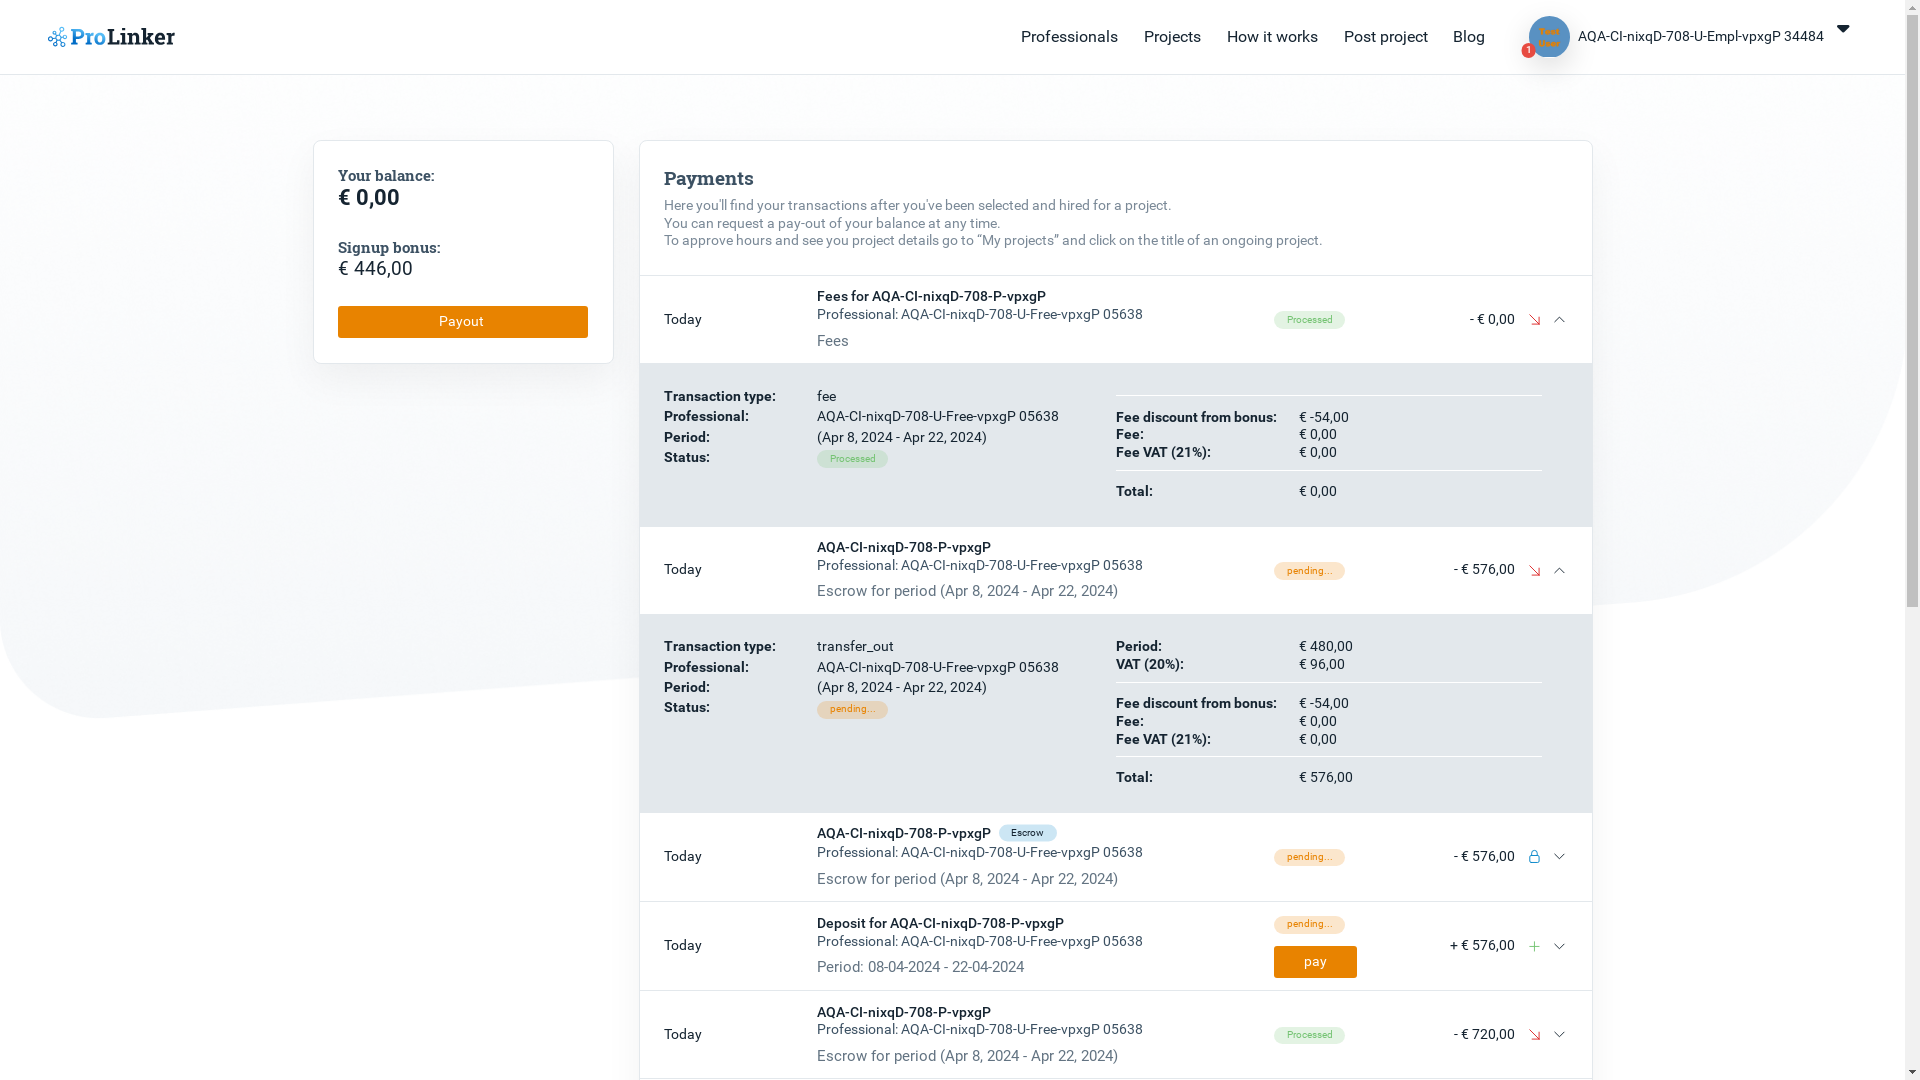 ProLinker
Professionals
Projects
How it works
Post project
Blog
1
AQA-CI-nixqD-708-U-Empl-vpxgP 34484
Your balance:
€ 0,00
Signup bonus:
€ 446,00
Payout
Payments
Here you'll find your transactions after you've been selected and hired for a project.
You can request a pay-out of your balance at any time.
To approve hours and see you project details go to “My projects” and click on the title of an ongoing project.
Today
Fees for AQA-CI-nixqD-708-P-vpxgP
Professional: AQA-CI-nixqD-708-U-Free-vpxgP 05638
Fees
Processed
- € 0,00
Transaction type: fee
Professional: AQA-CI-nixqD-708-U-Free-vpxgP 05638
Period: (Apr 8, 2024 - Apr 22, 2024)
Status: Processed
Fee discount from bonus: € -54,00
Fee: € 0,00
Fee VAT (21%): € 0,00
Total: € 0,00
Today
AQA-CI-nixqD-708-P-vpxgP
Professional: AQA-CI-nixqD-708-U-Free-vpxgP 05638
Escrow for period (Apr 8, 2024 - Apr 22, 2024)
pending...
- € 576,00
Transaction type: transfer_out
Professional: AQA-CI-nixqD-708-U-Free-vpxgP 05638
Period: (Apr 8, 2024 - Apr 22, 2024)
Status: pending...
Period: € 480,00
VAT (20%): € 96,00
Fee discount from bonus: € -54,00
Fee: € 0,00
Fee VAT (21%): € 0,00
Total: € 576,00
Today
AQA-CI-nixqD-708-P-vpxgP Escrow
Professional: AQA-CI-nixqD-708-U-Free-vpxgP 05638
Escrow for period (Apr 8, 2024 - Apr 22, 2024)
pending...
- € 576,00
Today
Deposit for AQA-CI-nixqD-708-P-vpxgP
Professional: AQA-CI-nixqD-708-U-Free-vpxgP 05638
Period: 08-04-2024 - 22-04-2024
pending...
pay
+ € 576,00
Today
AQA-CI-nixqD-708-P-vpxgP
Professional: AQA-CI-nixqD-708-U-Free-vpxgP 05638
Escrow for period (Apr 8, 2024 - Apr 22, 2024)
Processed
- € 720,00